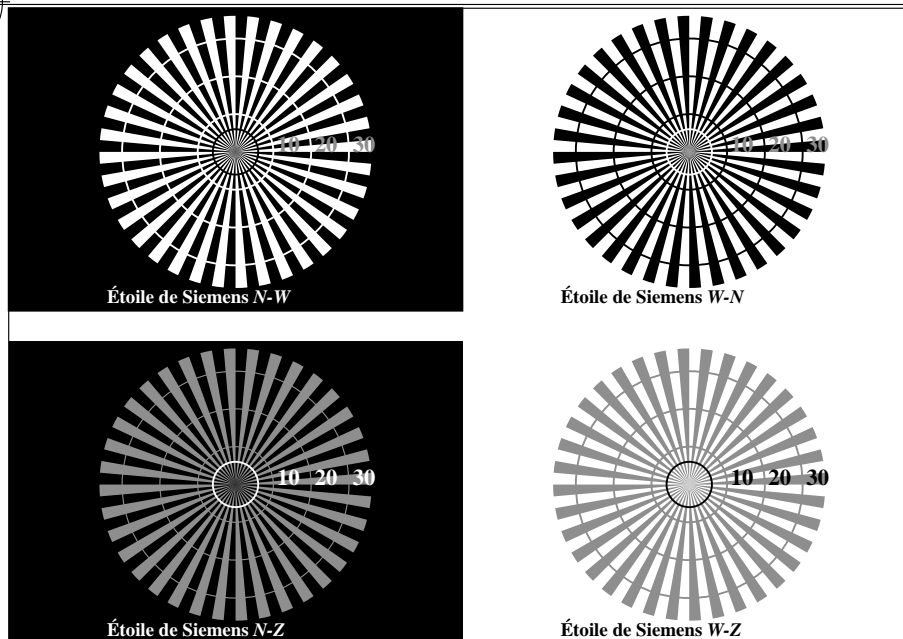 10 20 30
Étoile de Siemens N-W
10 20 30
Étoile de Siemens W-N
10 20 30
Étoile de Siemens N-Z
10 20 30
Étoile de Siemens W-Z